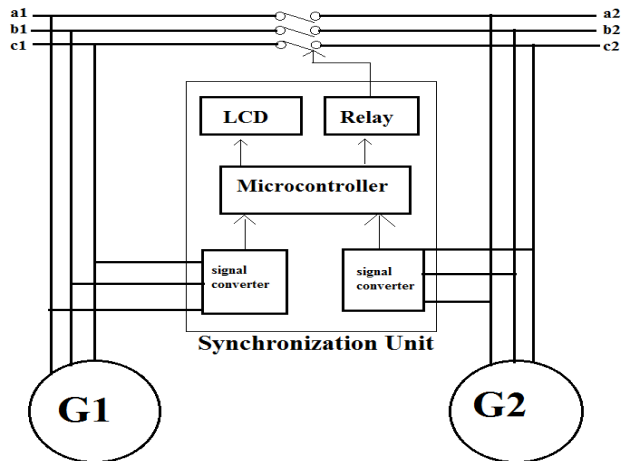 a1
a2
b1
b2
c1
c2
LCD
Relay
Microcontroller
signal
converter
signal
converter
Synchronization Unit
G1
G2